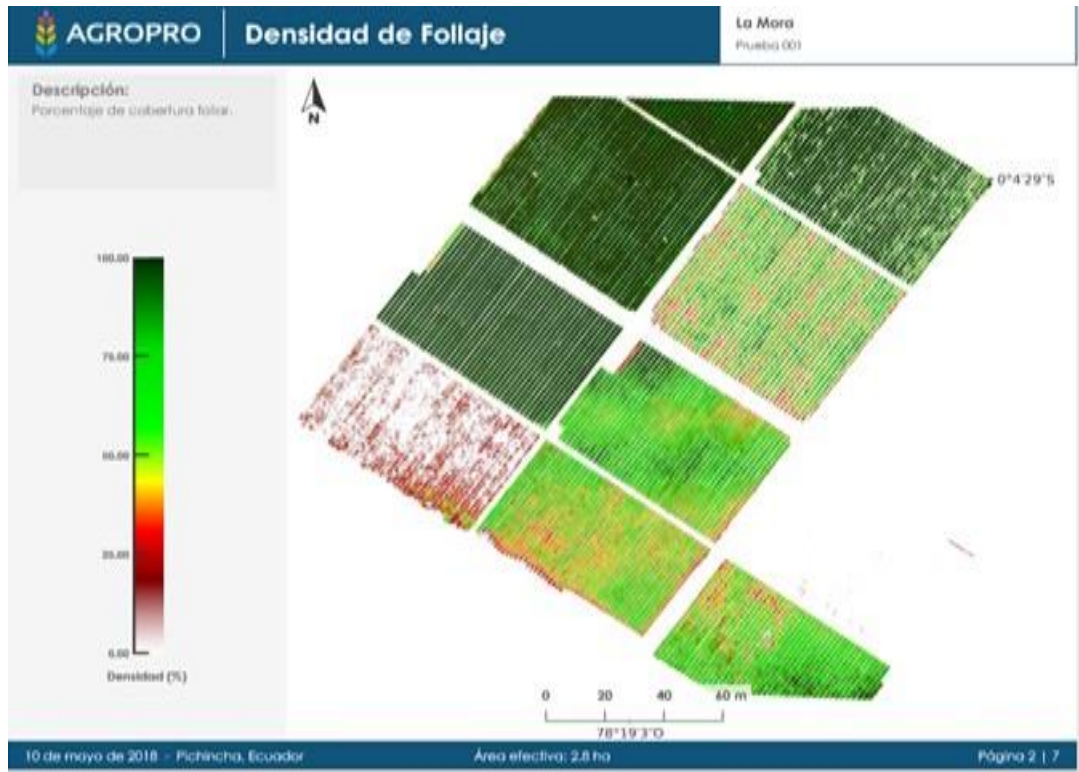 AGROPRO
Densidad de Follaje
La Mora
Prueba 001
Descripción:
Porcentaje de cobertura foliar.
N
0°4'29"S
100.00
75.00
50.00
25.00
0.00
Densidad (%)
0 20 40 60 m
78°19'3"O
10 de mayo de 2018 - Pichincha, Ecuador
Área efectiva: 2.8 ha
Página 2 | 7